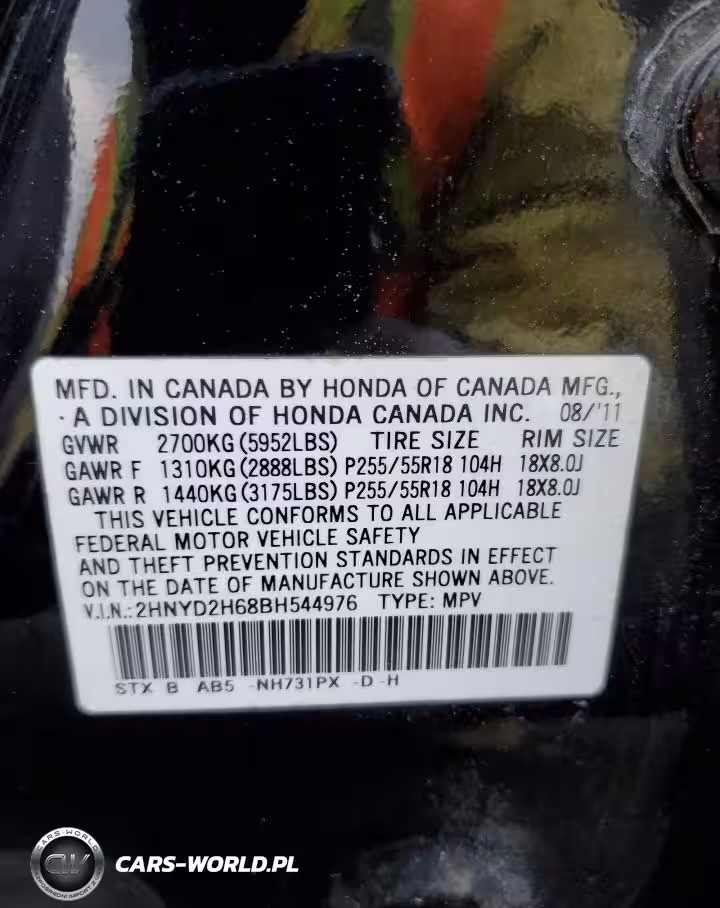 MFD. IN CANADA BY HONDA OF CANADA MFG.,
A DIVISION OF HONDA CANADA INC. 08/'11
GVWR 2700KG(5952LBS) TIRE SIZE RIM SIZE
GAWR F 1310KG(2888LBS) P255/55R18 104H 18X8.0J
GAWR R 1440KG(3175LBS) P255/55R18 104H 18X8.0J
THIS VEHICLE CONFORMS TO ALL APPLICABLE
FEDERAL MOTOR VEHICLE SAFETY
AND THEFT PREVENTION STANDARDS IN EFFECT
ON THE DATE OF MANUFACTURE SHOWN ABOVE.
V.I.N.:2HNYD2H68BH544976 TYPE: MPV
STX B AB5 -NH731PX -D -H
CARS-WORLD
CW
CARS-WORLD.PL